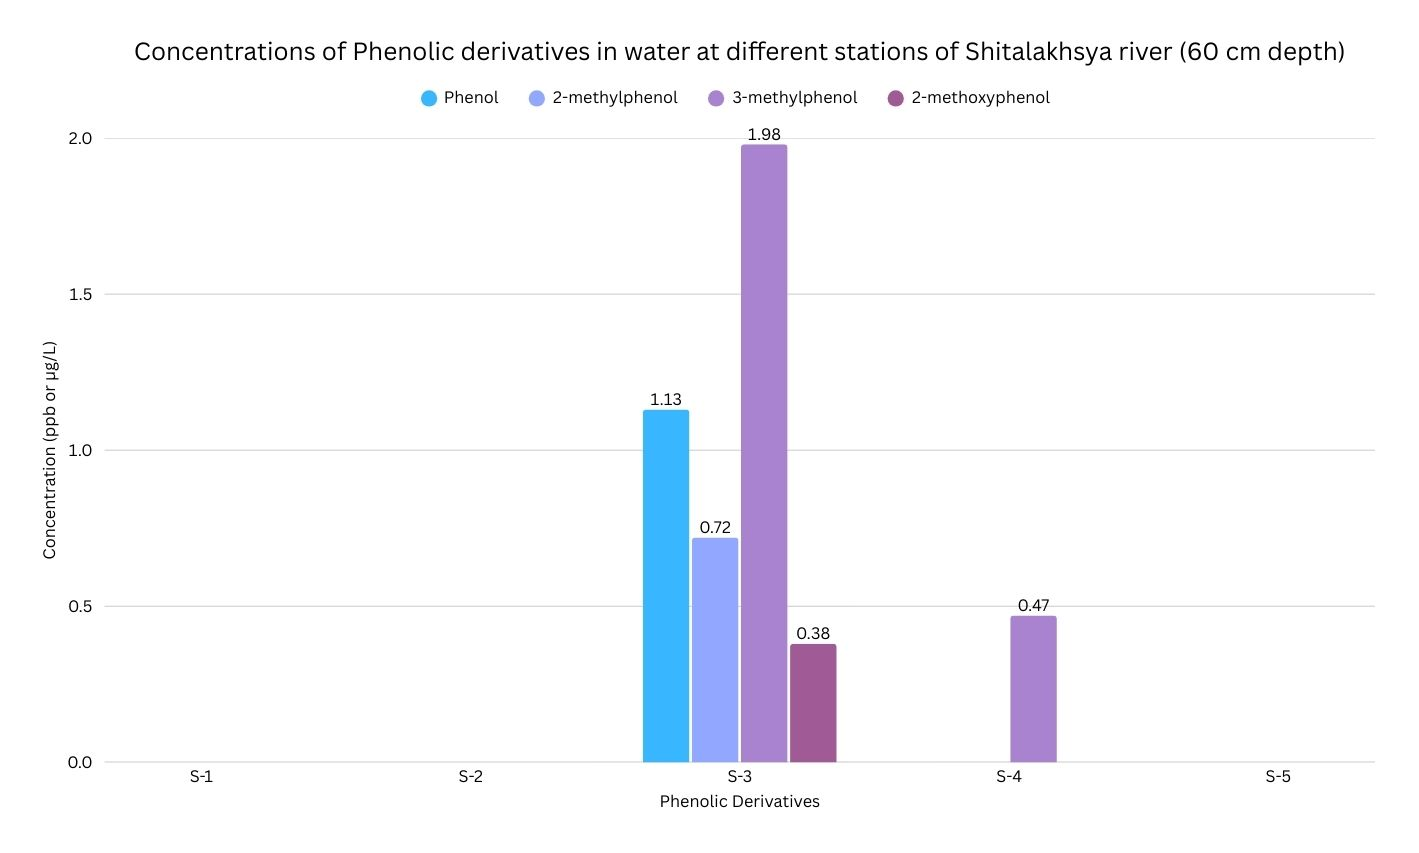 Concentrations of Phenolic derivatives in water at different stations of Shitalakhsya river (60 cm depth)
Phenol 2-methylphenol 3-methylphenol 2-methoxyphenol
2.0
1.98
1.5
1.13
1.0
0.72
0.5
0.47
0.38
0.0
Concentration (ppb or µg/L)
S-1 S-2 S-3 S-4 S-5
Phenolic Derivatives